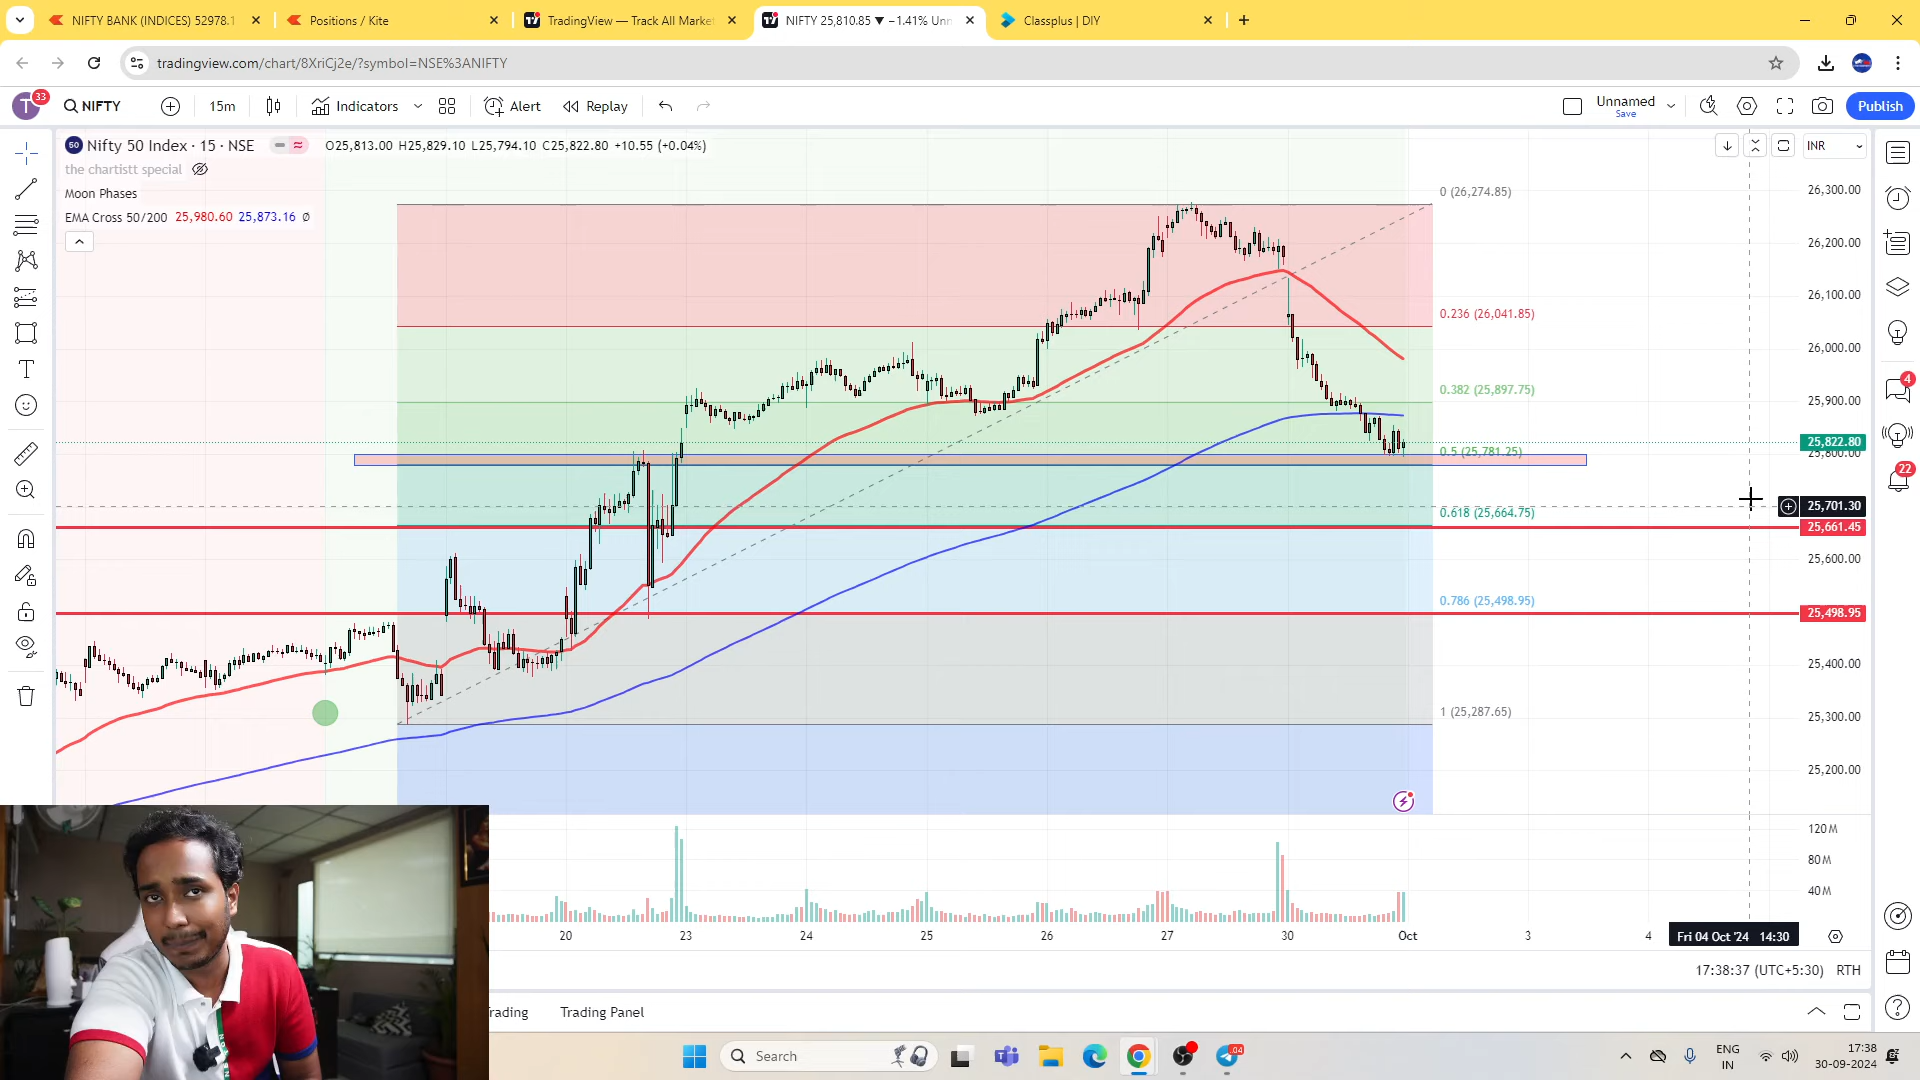 NIFTY BANK (INDICES) 52978.1
Positions / Kite
TradingView — Track All Market
NIFTY 25,810.85 ▼ −1.41% Unn
Classplus | DIY
tradingview.com/chart/8XriCj2e/?symbol=NSE%3ANIFTY
T
33
NIFTY
15m
Indicators
Alert
Replay
Unnamed
Save
Publish
50
Nifty 50 Index · 15 · NSE
O25,813.00 H25,829.10 L25,794.10 C25,822.80 +10.55 (+0.04%)
INR
the chartistt special
Moon Phases
EMA Cross 50/200 25,980.60 25,873.16 Ø
0 (26,274.85)
0.236 (26,041.85)
0.382 (25,897.75)
0.5 (25,781.25)
0.618 (25,664.75)
0.786 (25,498.95)
1 (25,287.65)
26,300.00
26,200.00
26,100.00
26,000.00
25,900.00
25,822.80
25,800.00
25,701.30
25,661.45
25,600.00
25,498.95
25,400.00
25,300.00
25,200.00
120 M
80 M
40 M
4
22
20
23
24
25
26
27
30
Oct
3
4
Fri 04 Oct '24 14:30
17:38:37 (UTC+5:30)
RTH
rading
Trading Panel
Search
ENG
IN
17:38
30-09-2024